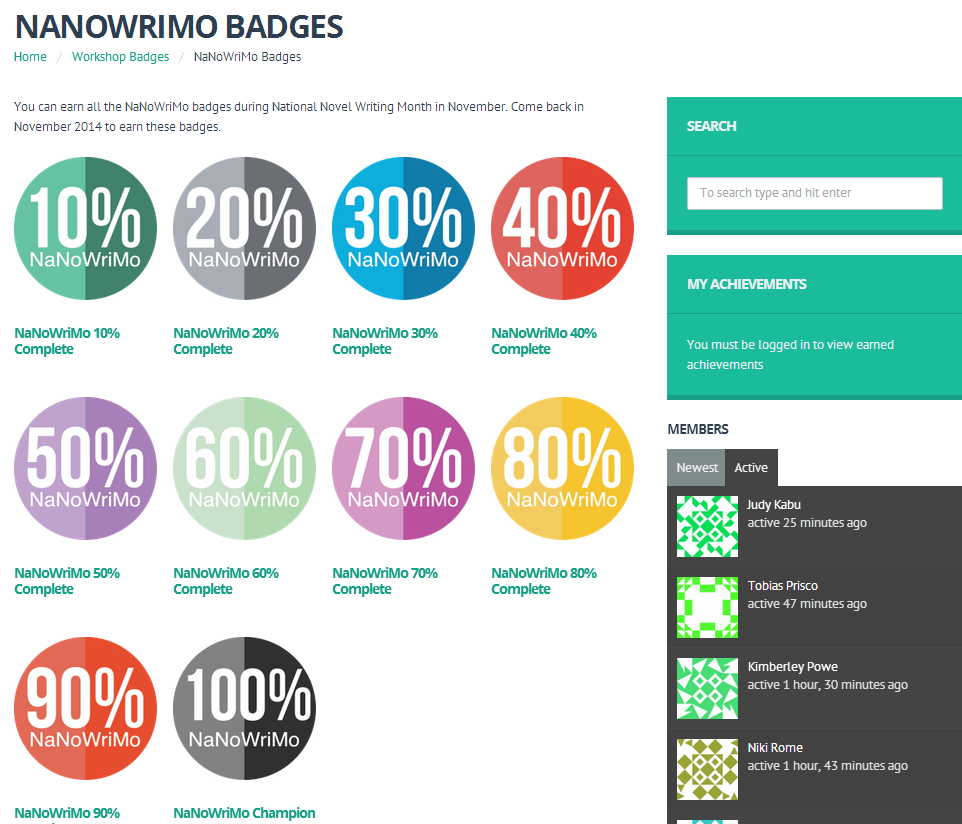 NANOWRIMO BADGES
Home / Workshop Badges / NaNoWriMo Badges
You can earn all the NaNoWriMo badges during National Novel Writing Month in November. Come back in
November 2014 to earn these badges.
10%
NaNoWriMo
20%
NaNoWriMo
30%
NaNoWriMo
40%
NaNoWriMo
NaNoWriMo 10%
Complete
NaNoWriMo 20%
Complete
NaNoWriMo 30%
Complete
NaNoWriMo 40%
Complete
50%
NaNoWriMo
60%
NaNoWriMo
70%
NaNoWriMo
80%
NaNoWriMo
NaNoWriMo 50%
Complete
NaNoWriMo 60%
Complete
NaNoWriMo 70%
Complete
NaNoWriMo 80%
Complete
90%
NaNoWriMo
100%
NaNoWriMo
NaNoWriMo 90%
NaNoWriMo Champion
SEARCH
To search type and hit enter
MY ACHIEVEMENTS
You must be logged in to view earned
achievements
MEMBERS
Newest Active
Judy Kabu
active 25 minutes ago
Tobias Prisco
active 47 minutes ago
Kimberley Powe
active 1 hour, 30 minutes ago
Niki Rome
active 1 hour, 43 minutes ago